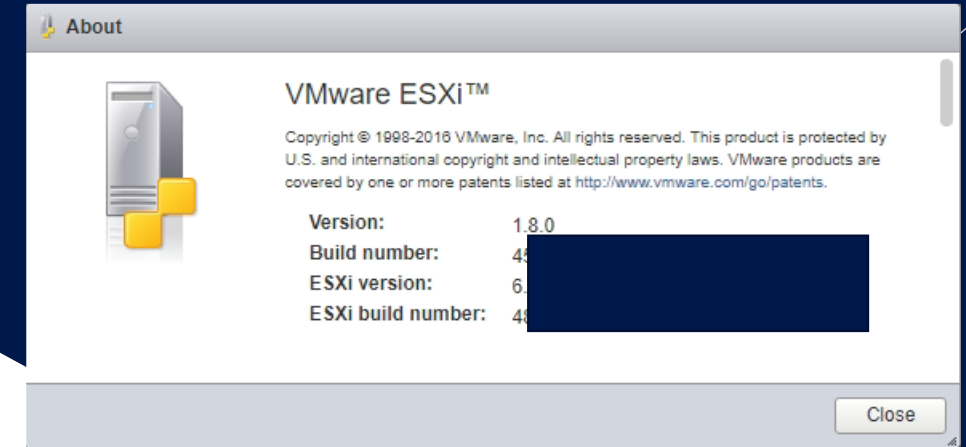 About
VMware ESXi™
Copyright © 1998-2016 VMware, Inc. All rights reserved. This product is protected by
U.S. and international copyright and intellectual property laws. VMware products are
covered by one or more patents listed at http://www.vmware.com/go/patents.
Version: 1.8.0
Build number: 45
ESXi version: 6.
ESXi build number: 48
Close